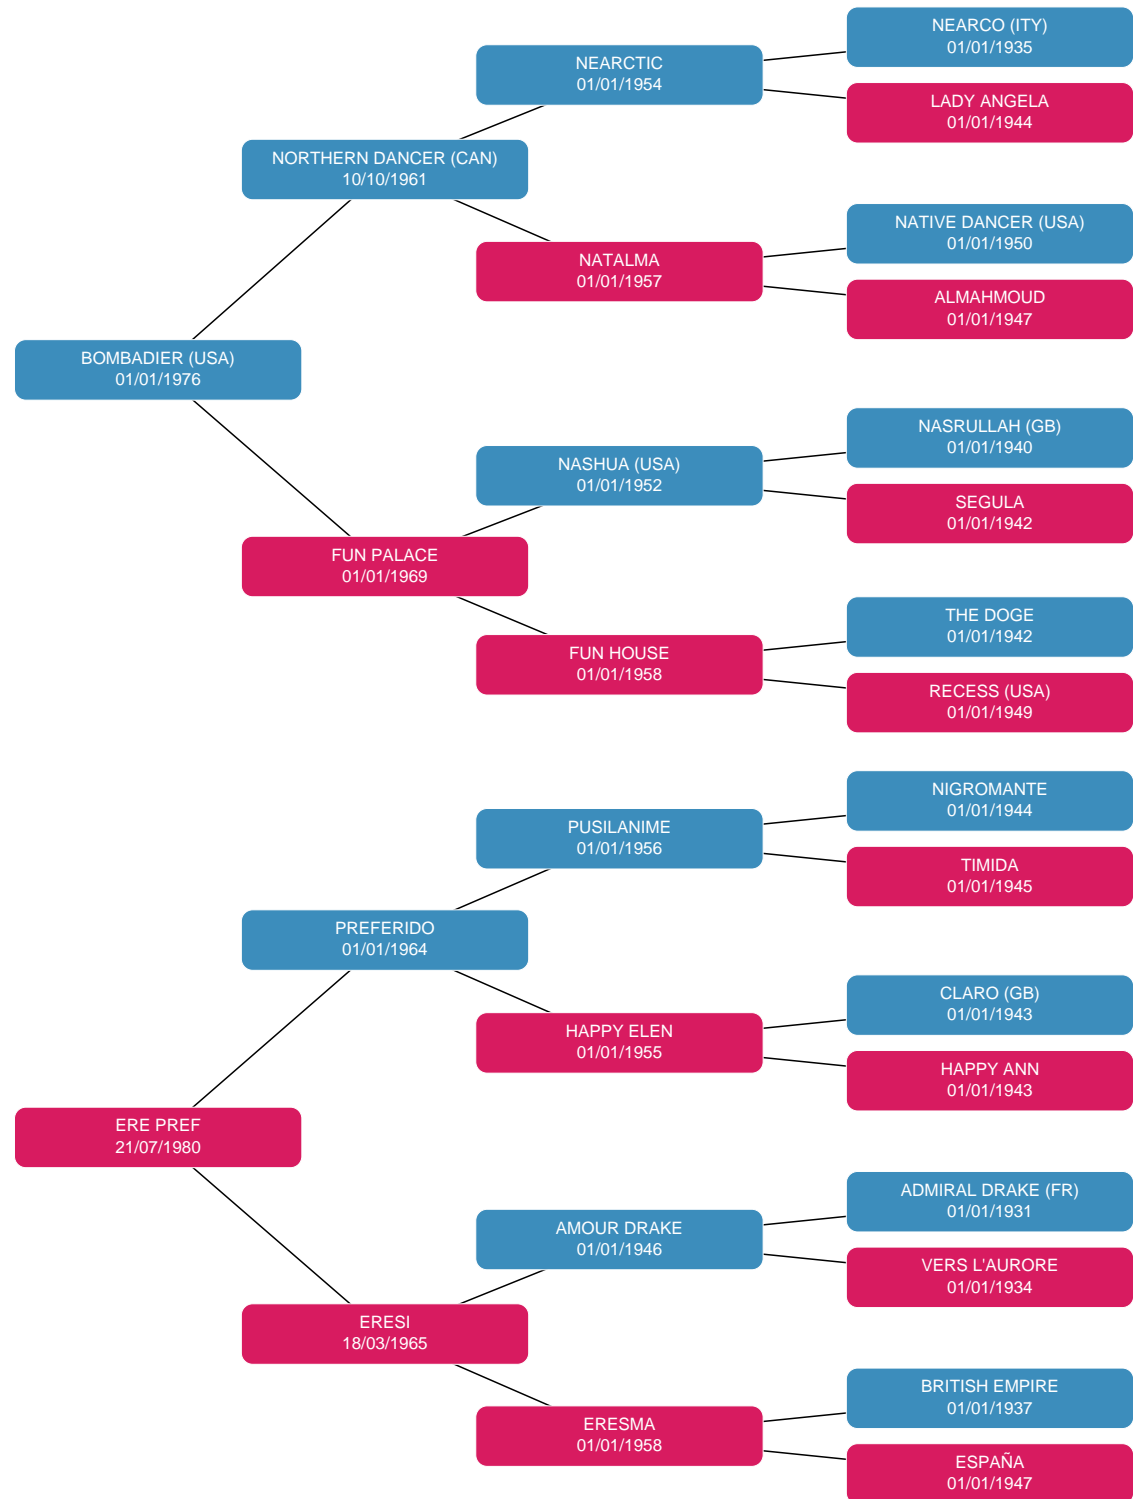 NEARCO (ITY)
01/01/1935
NEARCTIC
01/01/1954
LADY ANGELA
01/01/1944
NORTHERN DANCER (CAN)
10/10/1961
NATIVE DANCER (USA)
01/01/1950
NATALMA
01/01/1957
ALMAHMOUD
01/01/1947
BOMBADIER (USA)
01/01/1976
NASRULLAH (GB)
01/01/1940
NASHUA (USA)
01/01/1952
SEGULA
01/01/1942
FUN PALACE
01/01/1969
THE DOGE
01/01/1942
FUN HOUSE
01/01/1958
RECESS (USA)
01/01/1949
NIGROMANTE
01/01/1944
PUSILANIME
01/01/1956
TIMIDA
01/01/1945
PREFERIDO
01/01/1964
CLARO (GB)
01/01/1943
HAPPY ELEN
01/01/1955
HAPPY ANN
01/01/1943
ERE PREF
21/07/1980
ADMIRAL DRAKE (FR)
01/01/1931
AMOUR DRAKE
01/01/1946
VERS L'AURORE
01/01/1934
ERESI
18/03/1965
BRITISH EMPIRE
01/01/1937
ERESMA
01/01/1958
ESPAÑA
01/01/1947